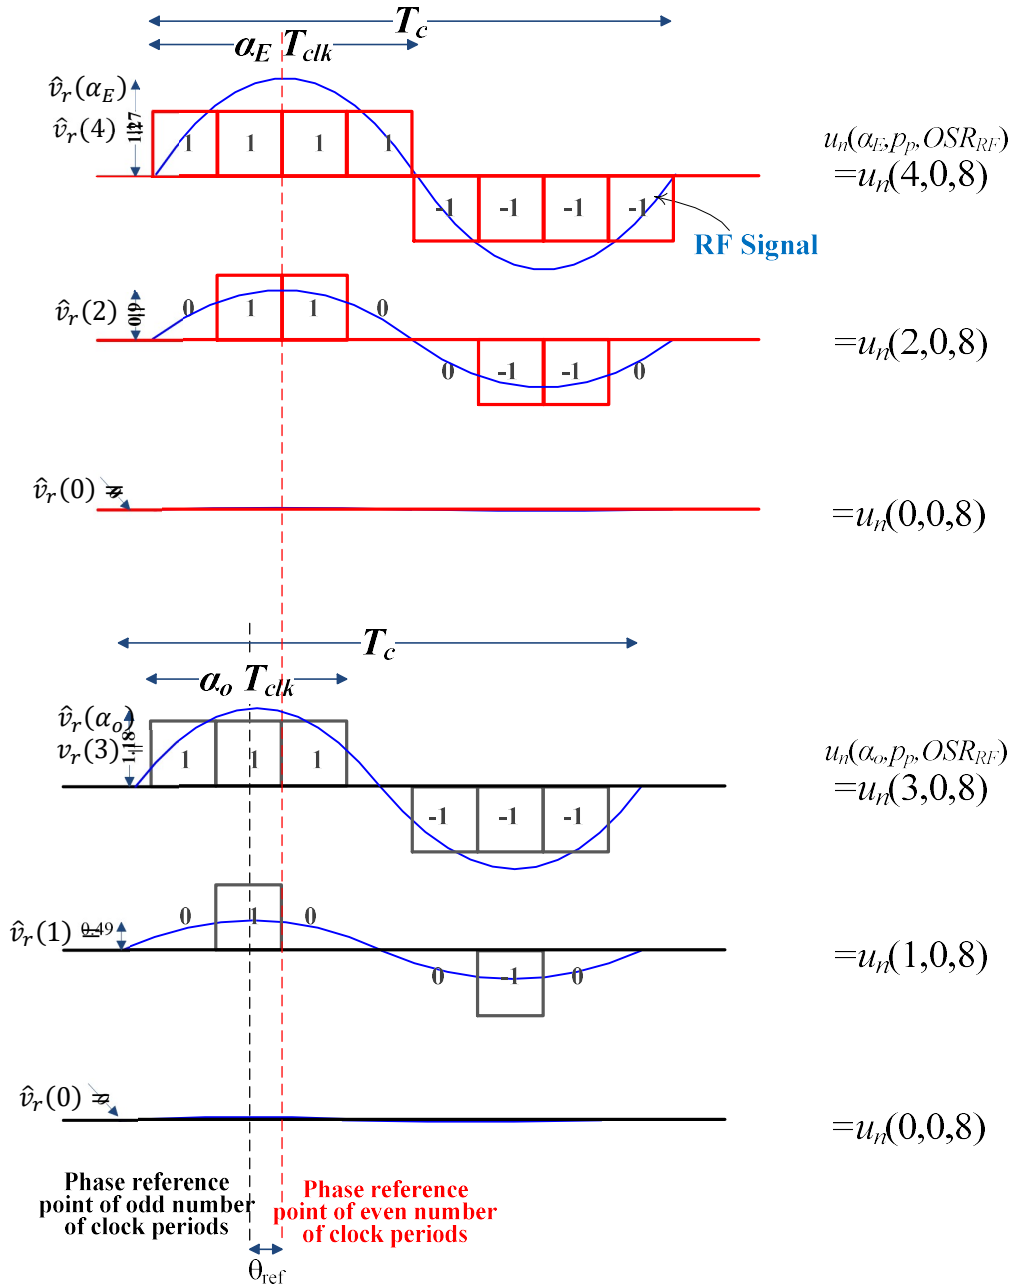 T_c
α_E T_clk
v̂_r(α_E)
v̂_r(4) = 1.27
1 1 1 1
-1 -1 -1 -1
u_n(α_E,p_p,OSR_RF)
=u_n(4,0,8)
RF Signal
v̂_r(2) = 0.9
0 1 1 0
0 -1 -1 0
=u_n(2,0,8)
v̂_r(0) =
=u_n(0,0,8)
T_c
α_o T_clk
v̂_r(α_o)
v_r(3) = 1.18
1 1 1
-1 -1 -1
u_n(α_o,p_p,OSR_RF)
=u_n(3,0,8)
v̂_r(1) = 0.49
0 1 0
0 -1 0
=u_n(1,0,8)
v̂_r(0) =
=u_n(0,0,8)
Phase reference
point of odd number
of clock periods
Phase reference
point of even number
of clock periods
θ_ref